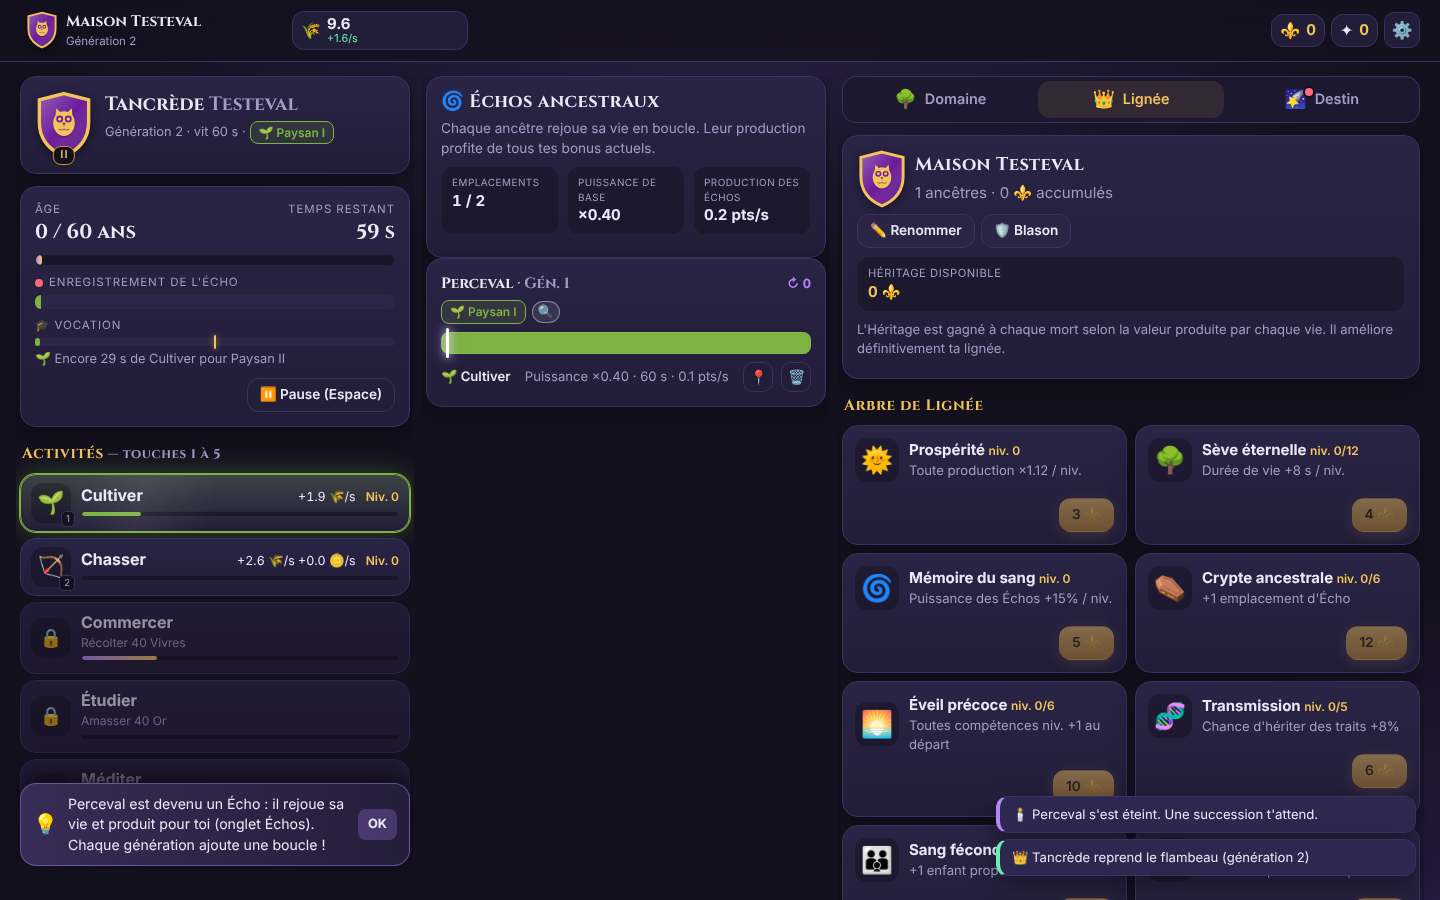 Maison Testeval
Génération 2
9.6
+1.6/s
0
0
Tancrède Testeval
Génération 2 · vit 60 s · Paysan I
II
ÂGE
TEMPS RESTANT
0 / 60 ans
59 s
ENREGISTREMENT DE L'ÉCHO
VOCATION
Encore 29 s de Cultiver pour Paysan II
Pause (Espace)
Activités — touches 1 à 5
Cultiver
+1.9 /s Niv. 0
1
Chasser
+2.6 /s +0.0 /s Niv. 0
2
Commercer
Récolter 40 Vivres
Étudier
Amasser 40 Or
Méditer
Perceval est devenu un Écho : il rejoue sa
vie et produit pour toi (onglet Échos).
Chaque génération ajoute une boucle !
OK
Échos ancestraux
Chaque ancêtre rejoue sa vie en boucle. Leur production
profite de tous tes bonus actuels.
EMPLACEMENTS
1 / 2
PUISSANCE DE
BASE
×0.40
PRODUCTION DES
ÉCHOS
0.2 pts/s
Perceval · Gén. 1
↻ 0
Paysan I
Cultiver Puissance ×0.40 · 60 s · 0.1 pts/s
Domaine
Lignée
Destin
Maison Testeval
1 ancêtres · 0 accumulés
Renommer
Blason
HÉRITAGE DISPONIBLE
0
L'Héritage est gagné à chaque mort selon la valeur produite par chaque vie. Il améliore
définitivement ta lignée.
Arbre de Lignée
Prospérité niv. 0
Toute production ×1.12 / niv.
3
Sève éternelle niv. 0/12
Durée de vie +8 s / niv.
4
Mémoire du sang niv. 0
Puissance des Échos +15% / niv.
5
Crypte ancestrale niv. 0/6
+1 emplacement d'Écho
12
Éveil précoce niv. 0/6
Toutes compétences niv. +1 au
départ
10
Transmission niv. 0/5
Chance d'hériter des traits +8%
6
Sang fécond
+1 enfant prop
Perceval s'est éteint. Une succession t'attend.
Tancrède reprend le flambeau (génération 2)